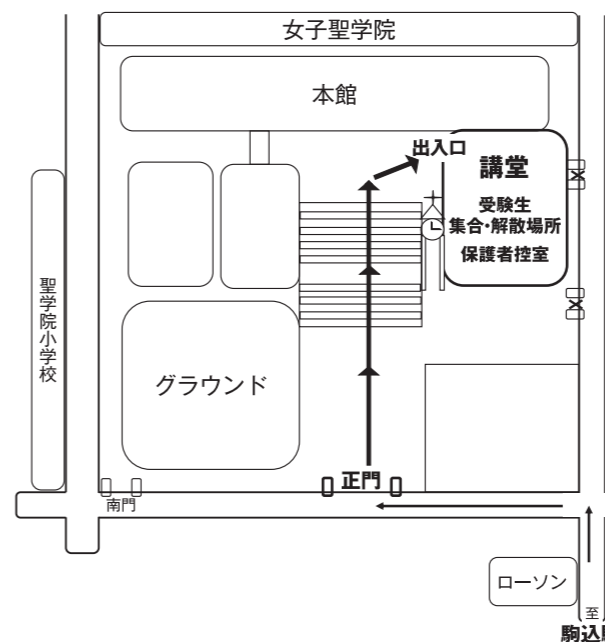 女子聖学院
本館
出入口
講堂
受験生
集合・解散場所
保護者控室
聖学院小学校
グラウンド
正門
南門
ローソン
至
駒込